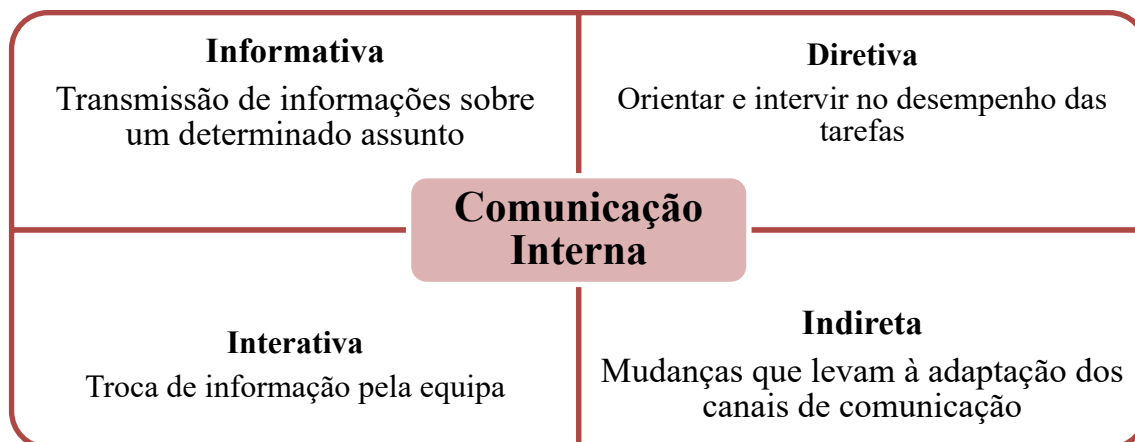 Informativa
Transmissão de informações sobre
um determinado assunto
Diretiva
Orientar e intervir no desempenho das
tarefas
Comunicação
Interna
Interativa
Troca de informação pela equipa
Indireta
Mudanças que levam à adaptação dos
canais de comunicação